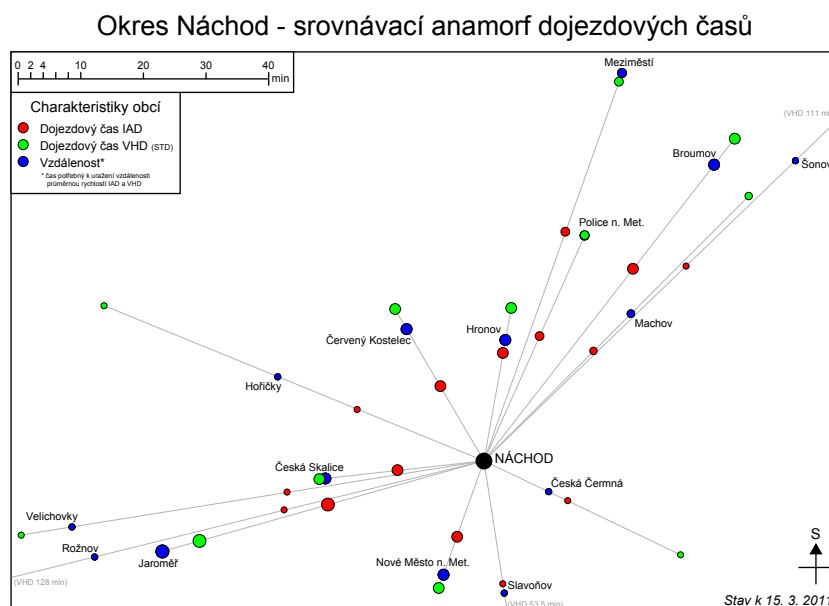 Okres Náchod - srovnávací anamorf dojezdových časů
0 2 4 10 20 30 40
min
Charakteristiky obcí
Dojezdový čas IAD
Dojezdový čas VHD (STD)
Vzdálenost*
* čas potřebný k uražení vzdálenosti
průměrnou rychlostí IAD a VHD
Meziměstí
(VHD 111 min
Broumov
Šonov
Police n. Met.
Machov
Hronov
Červený Kostelec
Hořičky
NÁCHOD
Česká Skalice
Česká Čermná
Velichovky
Rožnov
Jaroměř
Nové Město n. Met.
Slavoňov
(VHD 128 min)
(VHD 53,5 min)
S
Stav k 15. 3. 2011